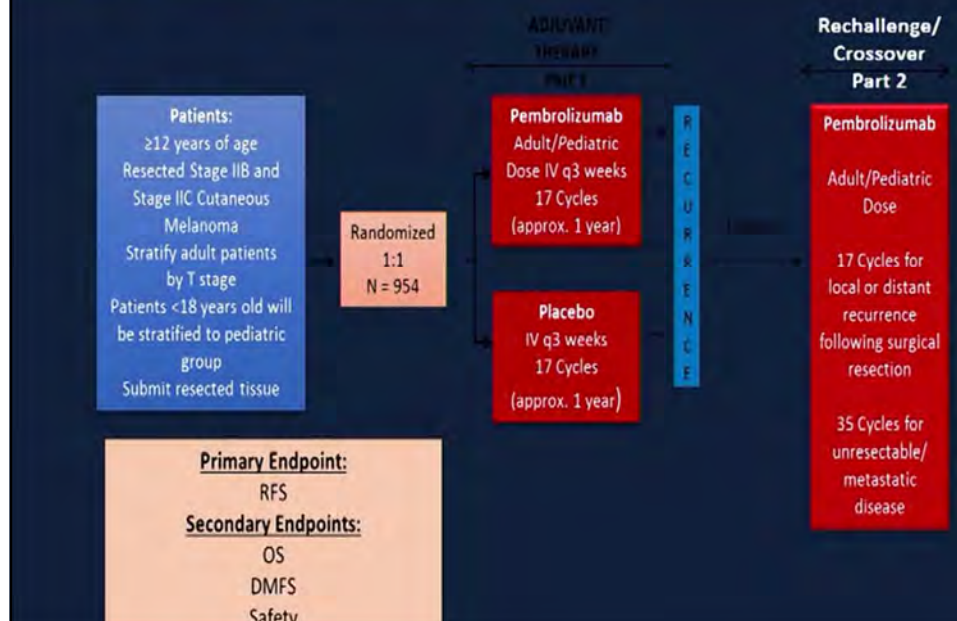 ADJUVANT
THERAPY
PART 1
Rechallenge/
Crossover
Part 2
Patients:
≥12 years of age
Resected Stage IIB and
Stage IIC Cutaneous
Melanoma
Stratify adult patients
by T stage
Patients <18 years old will
be stratified to pediatric
group
Submit resected tissue
Randomized
1:1
N = 954
Pembrolizumab
Adult/Pediatric
Dose IV q3 weeks
17 Cycles
(approx. 1 year)
Placebo
IV q3 weeks
17 Cycles
(approx. 1 year)
RECURRENCE
Pembrolizumab
Adult/Pediatric
Dose
17 Cycles for
local or distant
recurrence
following surgical
resection
35 Cycles for
unresectable/
metastatic
disease
Primary Endpoint:
RFS
Secondary Endpoints:
OS
DMFS
Safety